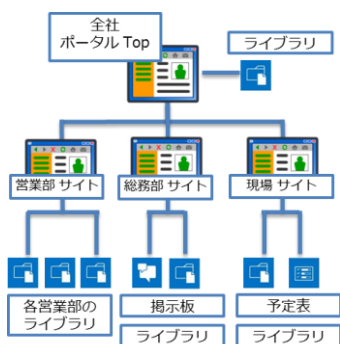 全社
ポータル Top
ライブラリ
営業部 サイト
総務部 サイト
現場 サイト
各営業部の
ライブラリ
掲示板
予定表
ライブラリ
ライブラリ